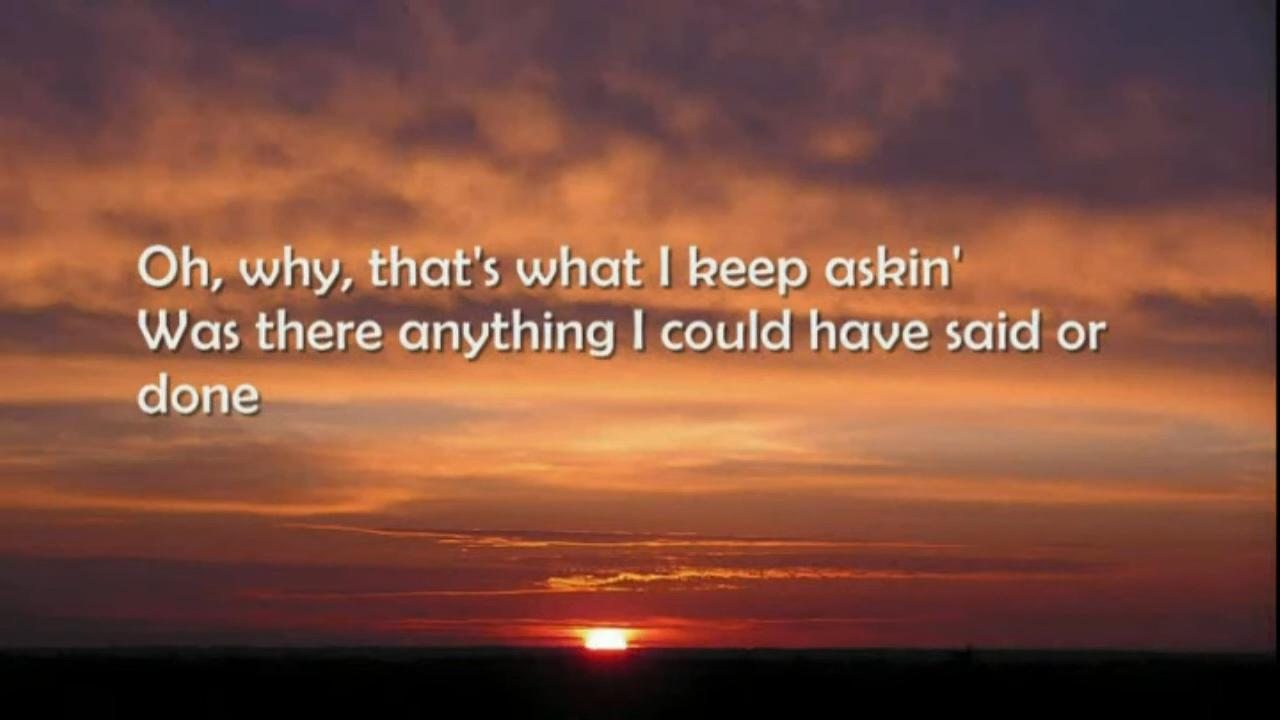 Oh, why, that's what I keep askin'
Was there anything I could have said or
done